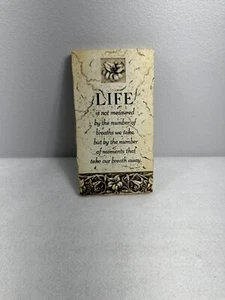 LIFE
is not measured
by the number of
breaths we take
but by the number
of moments that
take our breath away.